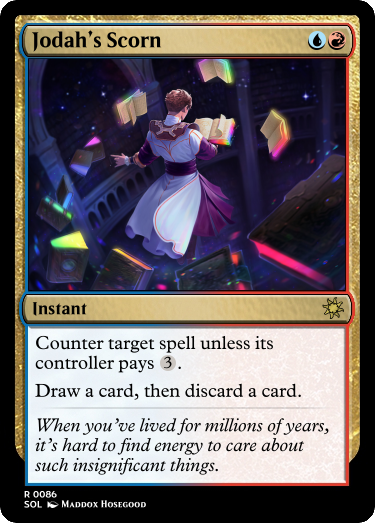 Jodah's Scorn
Instant
Counter target spell unless its
controller pays 3.
Draw a card, then discard a card.
When you've lived for millions of years,
it's hard to find energy to care about
such insignificant things.
R 0086
SOL Maddox Hosegood